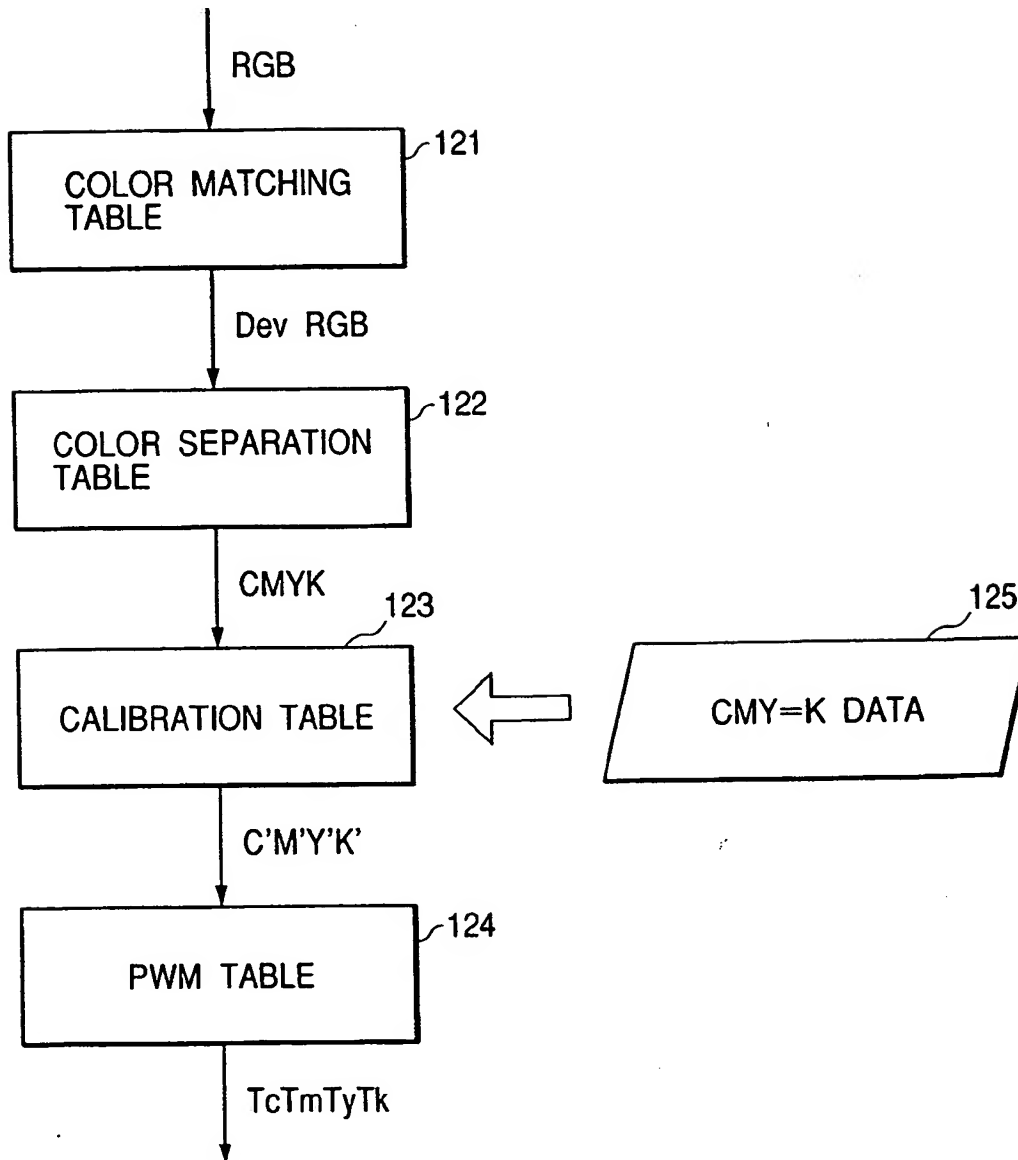 RGB
121
COLOR MATCHING
TABLE
Dev RGB
122
COLOR SEPARATION
TABLE
CMYK
123
125
CALIBRATION TABLE
CMY=K DATA
C'M'Y'K'
124
PWM TABLE
TcTmTyTk